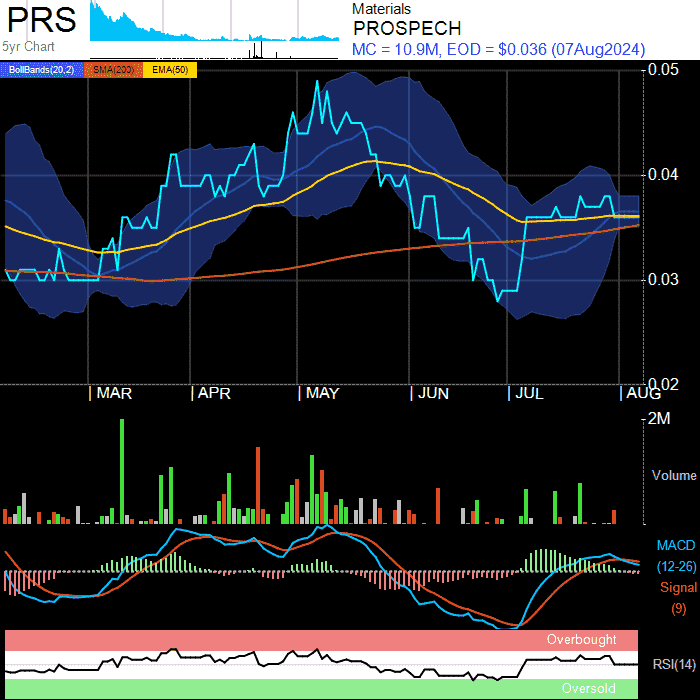 PRS
5yr Chart
Materials
PROSPECH
MC = 10.9M, EOD = $0.036 (07Aug2024)
BollBands(20,2) SMA(200) EMA(50)
0.05
0.04
0.03
0.02
MAR APR MAY JUN JUL AUG
2M
Volume
MACD
(12-26)
Signal
(9)
Overbought
RSI(14)
Oversold